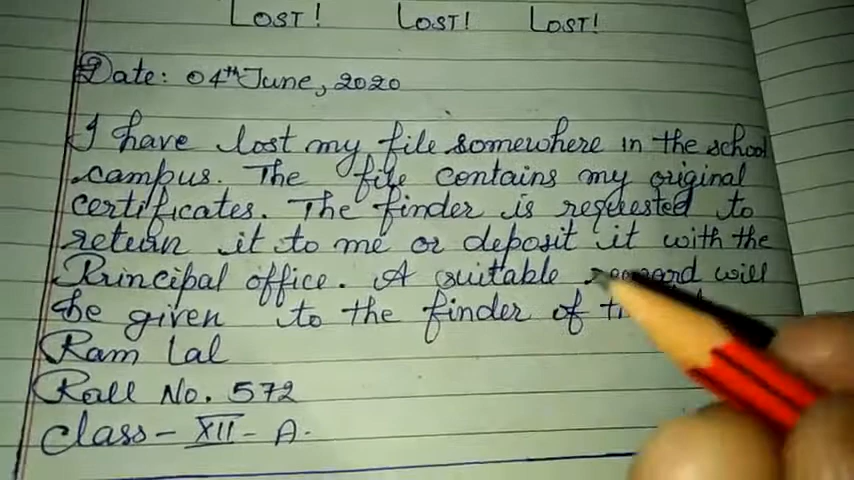 LOST! LOST! LOST!
Date: 04th June, 2020
I have lost my file somewhere in the school
campus. The file contains my original
certificates. The finder is requested to
return it to me or deposit it with the
Principal office. A suitable reward will
be given to the finder of
Ram Lal
Roll No. 572
Class - XII - A.